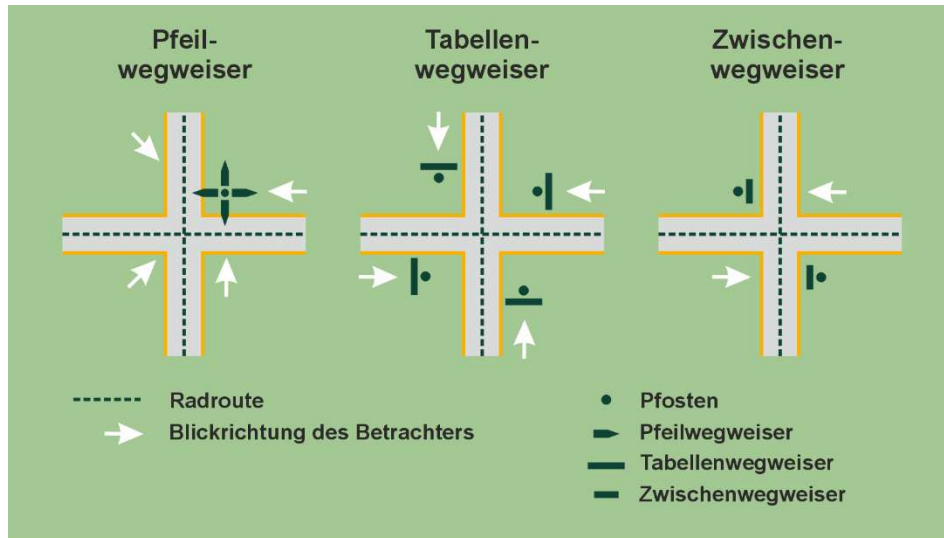 Pfeil-
wegweiser
Tabellen-
wegweiser
Zwischen-
wegweiser
Radroute
Blickrichtung des Betrachters
Pfosten
Pfeilwegweiser
Tabellenwegweiser
Zwischenwegweiser